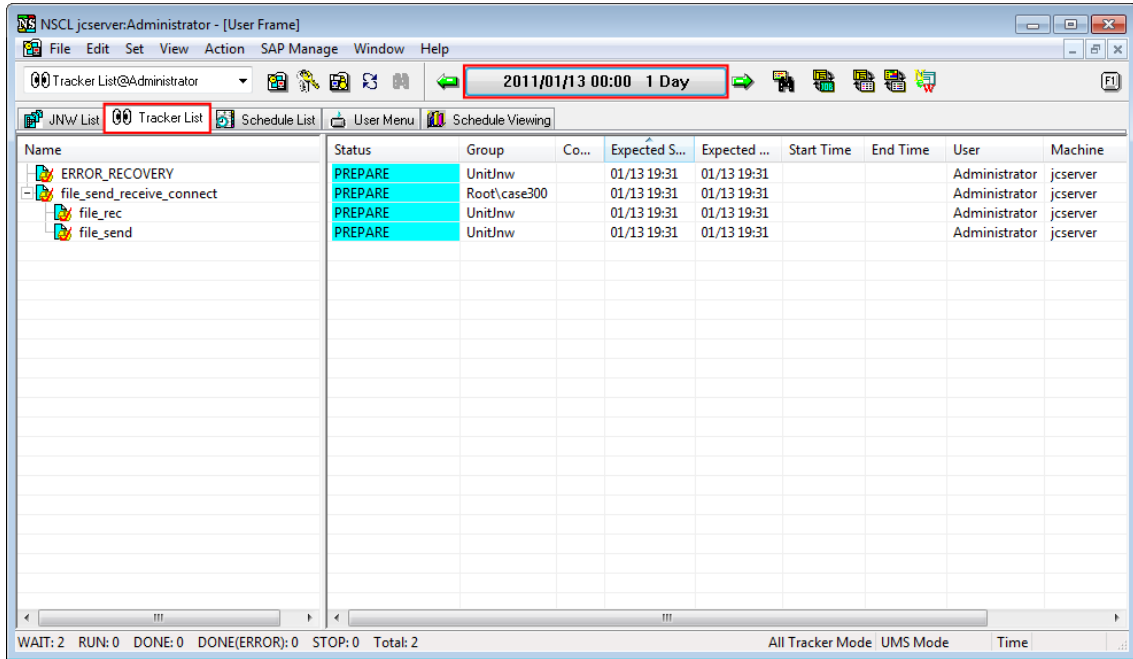 NSCL jcserver:Administrator - [User Frame]
File Edit Set View Action SAP Manage Window Help
Tracker List@Administrator 2011/01/13 00:00 1 Day F1
JNW List Tracker List Schedule List User Menu Schedule Viewing
Name Status Group Co... Expected S... Expected ... Start Time End Time User Machine
ERROR_RECOVERY PREPARE UnitJnw 01/13 19:31 01/13 19:31 Administrator jcserver
file_send_receive_connect PREPARE Root\case300 01/13 19:31 01/13 19:31 Administrator jcserver
file_rec PREPARE UnitJnw 01/13 19:31 01/13 19:31 Administrator jcserver
file_send PREPARE UnitJnw 01/13 19:31 01/13 19:31 Administrator jcserver
WAIT: 2 RUN: 0 DONE: 0 DONE(ERROR): 0 STOP: 0 Total: 2 All Tracker Mode UMS Mode Time